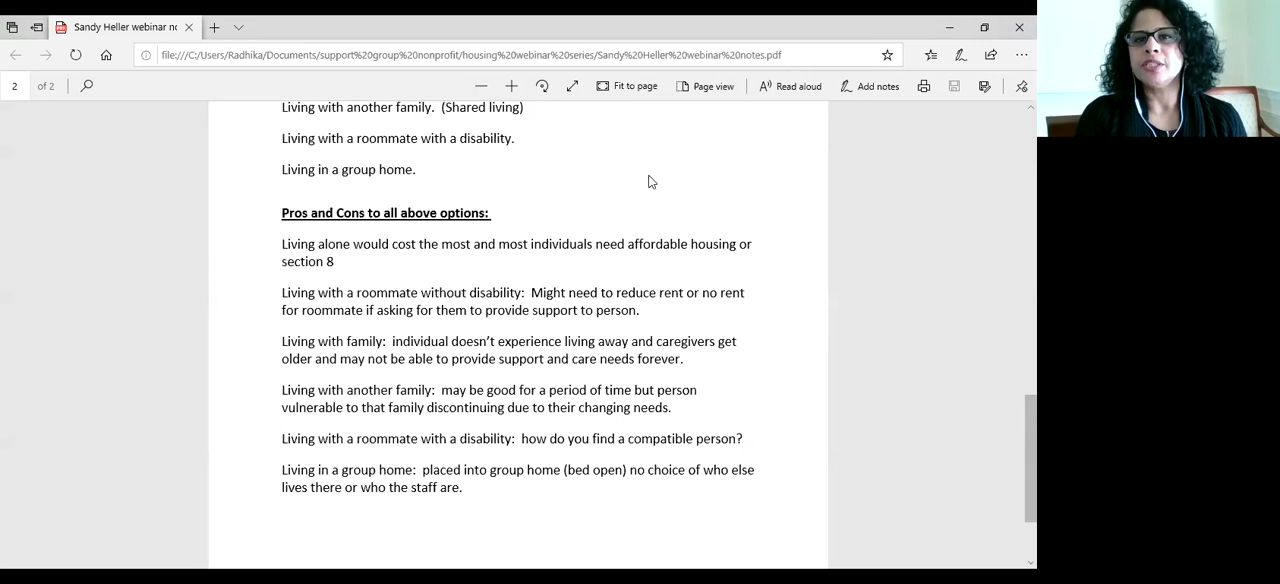 Sandy Heller webinar no
file:///C:/Users/Radhika/Documents/support%20group%20nonprofit/housing%20webinar%20series/Sandy%20Heller%20webinar%20notes.pdf
2 of 2 Fit to page Page view Read aloud Add notes
Living with another family. (Shared living)
Living with a roommate with a disability.
Living in a group home.
Pros and Cons to all above options:
Living alone would cost the most and most individuals need affordable housing or
section 8
Living with a roommate without disability: Might need to reduce rent or no rent
for roommate if asking for them to provide support to person.
Living with family: individual doesn't experience living away and caregivers get
older and may not be able to provide support and care needs forever.
Living with another family: may be good for a period of time but person
vulnerable to that family discontinuing due to their changing needs.
Living with a roommate with a disability: how do you find a compatible person?
Living in a group home: placed into group home (bed open) no choice of who else
lives there or who the staff are.